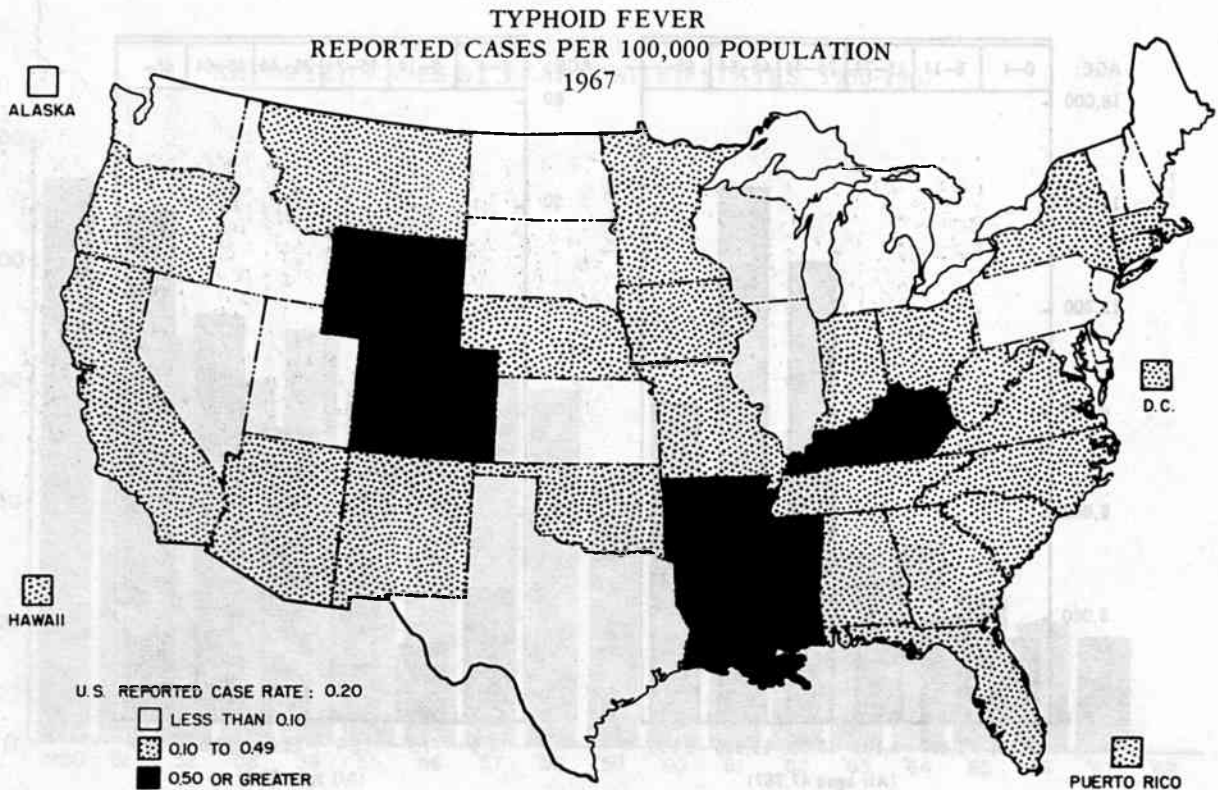 TYPHOID FEVER
REPORTED CASES PER 100,000 POPULATION
1967
ALASKA
D.C.
HAWAII
U.S. REPORTED CASE RATE: 0.20
LESS THAN 0.10
0.10 TO 0.49
0.50 OR GREATER
PUERTO RICO